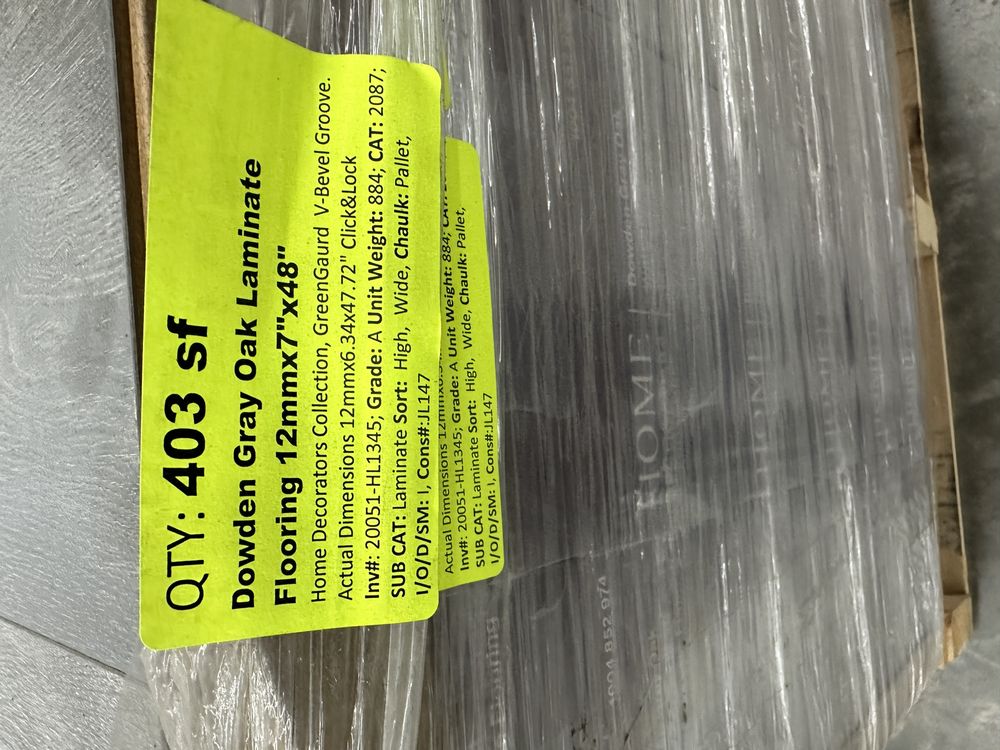 QTY: 403 sf
Dowden Gray Oak Laminate
Flooring 12mmx7"x48"
Home Decorators Collection, GreenGaurd V-Bevel Groove.
Actual Dimensions 12mmx6.34x47.72" Click&Lock
Inv#: 20051-HL1345; Grade: A Unit Weight: 884; CAT: 2087;
SUB CAT: Laminate Sort: High, Wide, Chaulk: Pallet,
I/O/D/SM: I, Cons#:JL147
Actual Dimensions
Inv#: 20051-HL1345; Grade: A Unit Weight: 884; CAT:
SUB CAT: Laminate Sort: High, Wide, Chaulk: Pallet,
I/O/D/SM: I, Cons#:JL147
Flooring
HOME
HOME